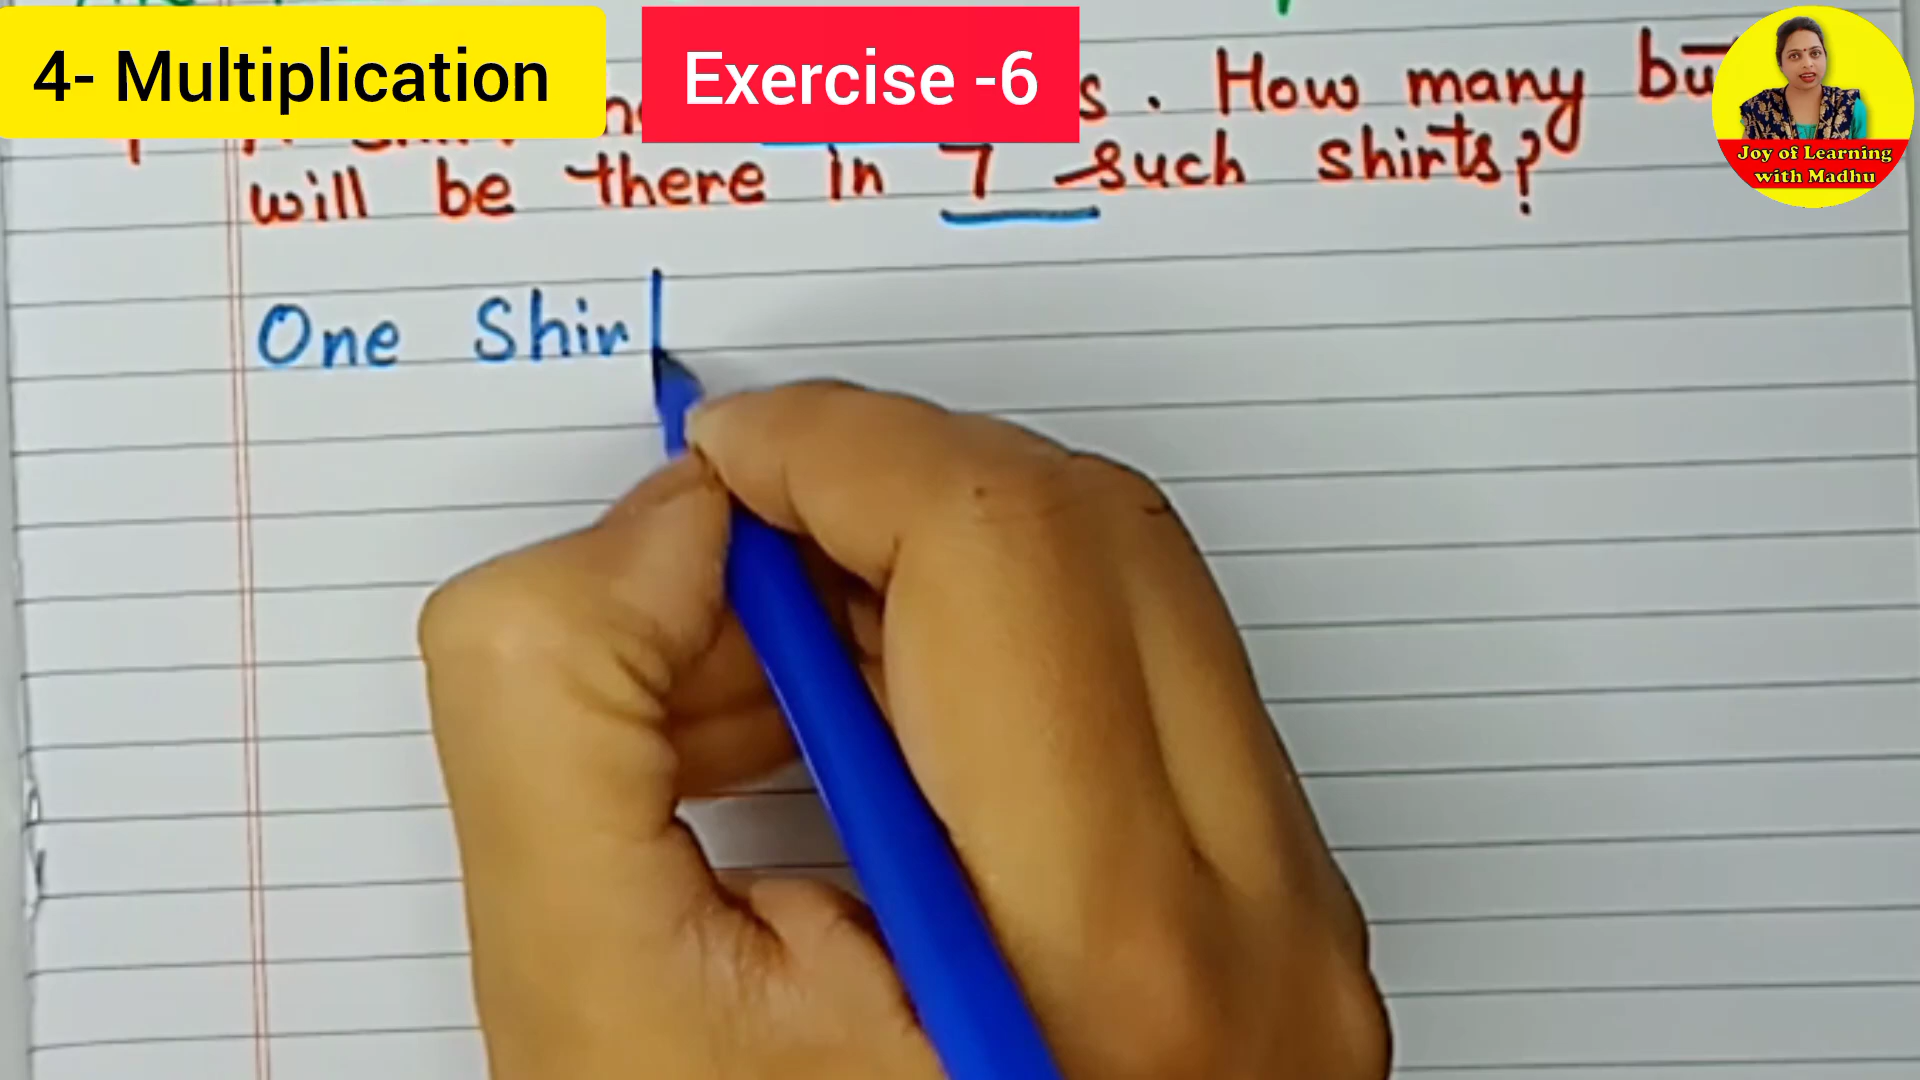 4- Multiplication
Exercise -6
s. How many bu
will be there in 7 such shirts?
One Shir
Joy of Learning
with Madhu